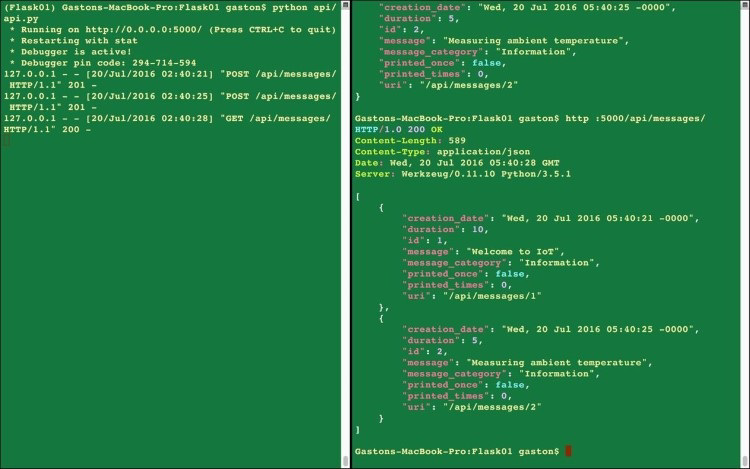 (Flask01) Gastons-MacBook-Pro:Flask01 gaston$ python api/
api.py
 * Running on http://0.0.0.0:5000/ (Press CTRL+C to quit)
 * Restarting with stat
 * Debugger is active!
 * Debugger pin code: 294-714-594
127.0.0.1 - - [20/Jul/2016 02:40:21] "POST /api/messages/
 HTTP/1.1" 201 -
127.0.0.1 - - [20/Jul/2016 02:40:25] "POST /api/messages/
 HTTP/1.1" 201 -
127.0.0.1 - - [20/Jul/2016 02:40:28] "GET /api/messages/
HTTP/1.1" 200 -
    "creation_date": "Wed, 20 Jul 2016 05:40:25 -0000",
    "duration": 5,
    "id": 2,
    "message": "Measuring ambient temperature",
    "message_category": "Information",
    "printed_once": false,
    "printed_times": 0,
    "uri": "/api/messages/2"
}
Gastons-MacBook-Pro:Flask01 gaston$ http :5000/api/messages/
HTTP/1.0 200 OK
Content-Length: 589
Content-Type: application/json
Date: Wed, 20 Jul 2016 05:40:28 GMT
Server: Werkzeug/0.11.10 Python/3.5.1
[
    {
        "creation_date": "Wed, 20 Jul 2016 05:40:21 -0000",
        "duration": 10,
        "id": 1,
        "message": "Welcome to IoT",
        "message_category": "Information",
        "printed_once": false,
        "printed_times": 0,
        "uri": "/api/messages/1"
    },
    {
        "creation_date": "Wed, 20 Jul 2016 05:40:25 -0000",
        "duration": 5,
        "id": 2,
        "message": "Measuring ambient temperature",
        "message_category": "Information",
        "printed_once": false,
        "printed_times": 0,
        "uri": "/api/messages/2"
    }
]
Gastons-MacBook-Pro:Flask01 gaston$